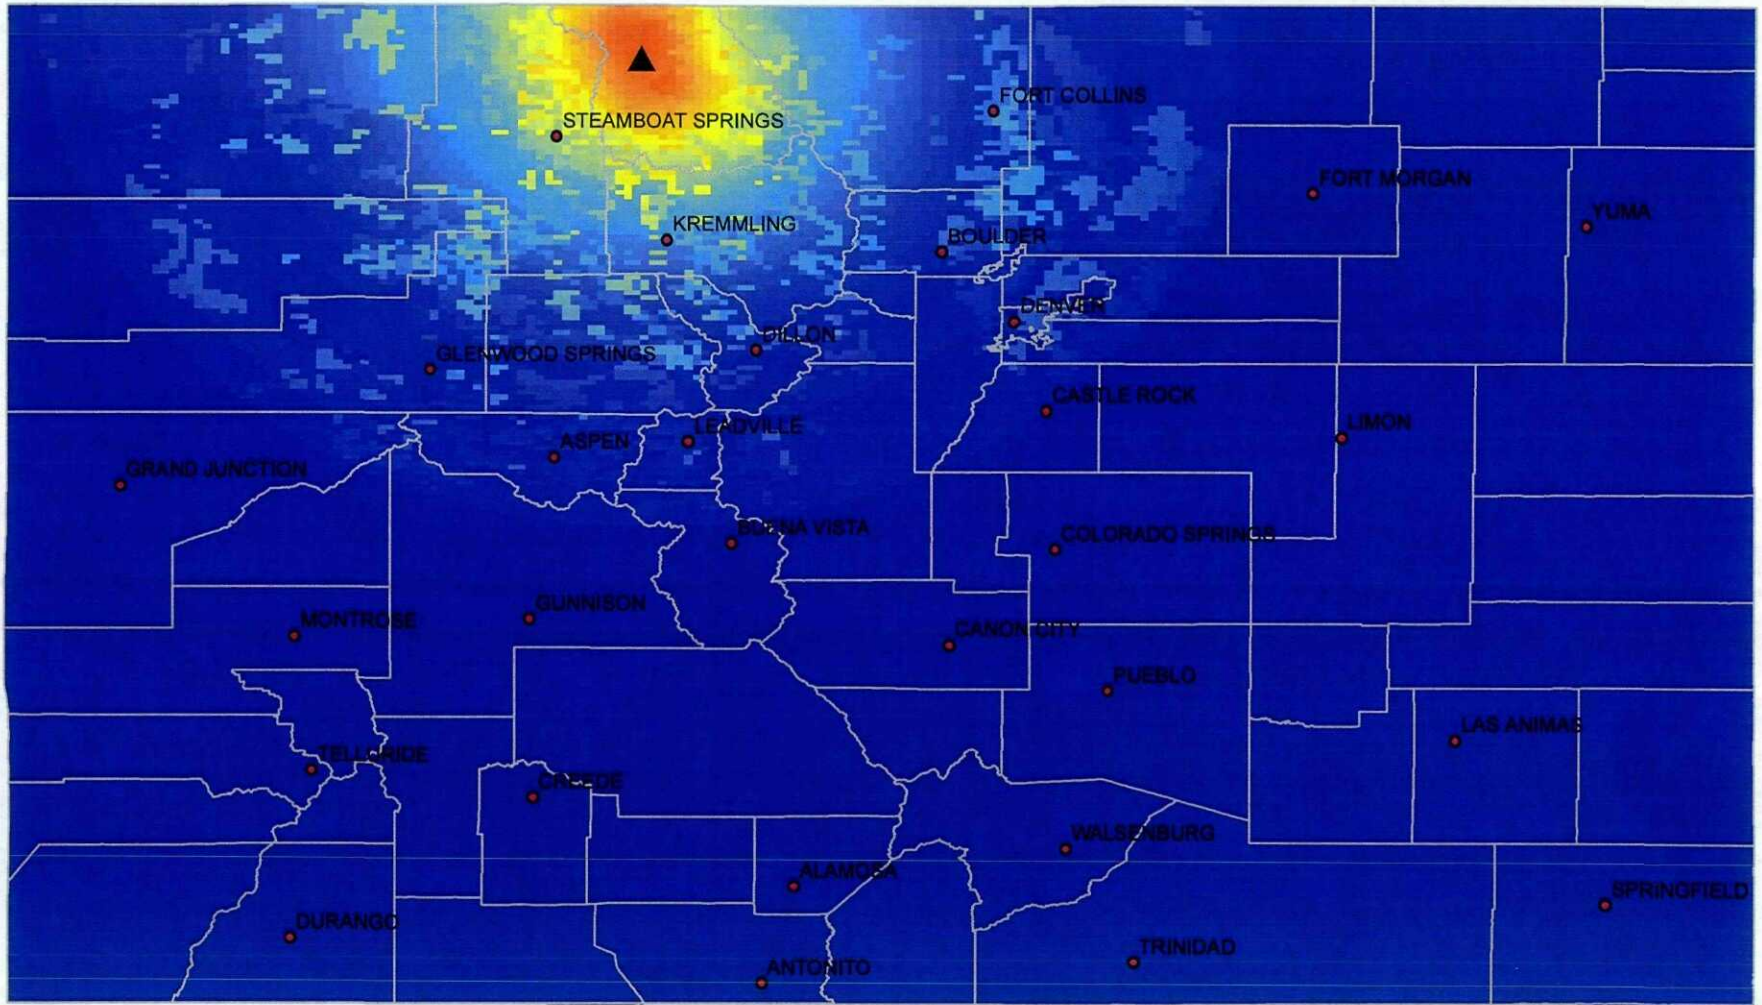 FORT COLLINS
STEAMBOAT SPRINGS
FORT MORGAN
YUMA
KREMMLING
BOULDER
DENVER
DILLON
GLENWOOD SPRINGS
CASTLE ROCK
LIMON
LEADVILLE
ASPEN
GRAND JUNCTION
BUENA VISTA
COLORADO SPRINGS
GUNNISON
MONTROSE
CANON CITY
PUEBLO
LAS ANIMAS
TELLURIDE
CREEDE
WALSENBURG
ALAMOSA
SPRINGFIELD
DURANGO
TRINIDAD
ANTONITO